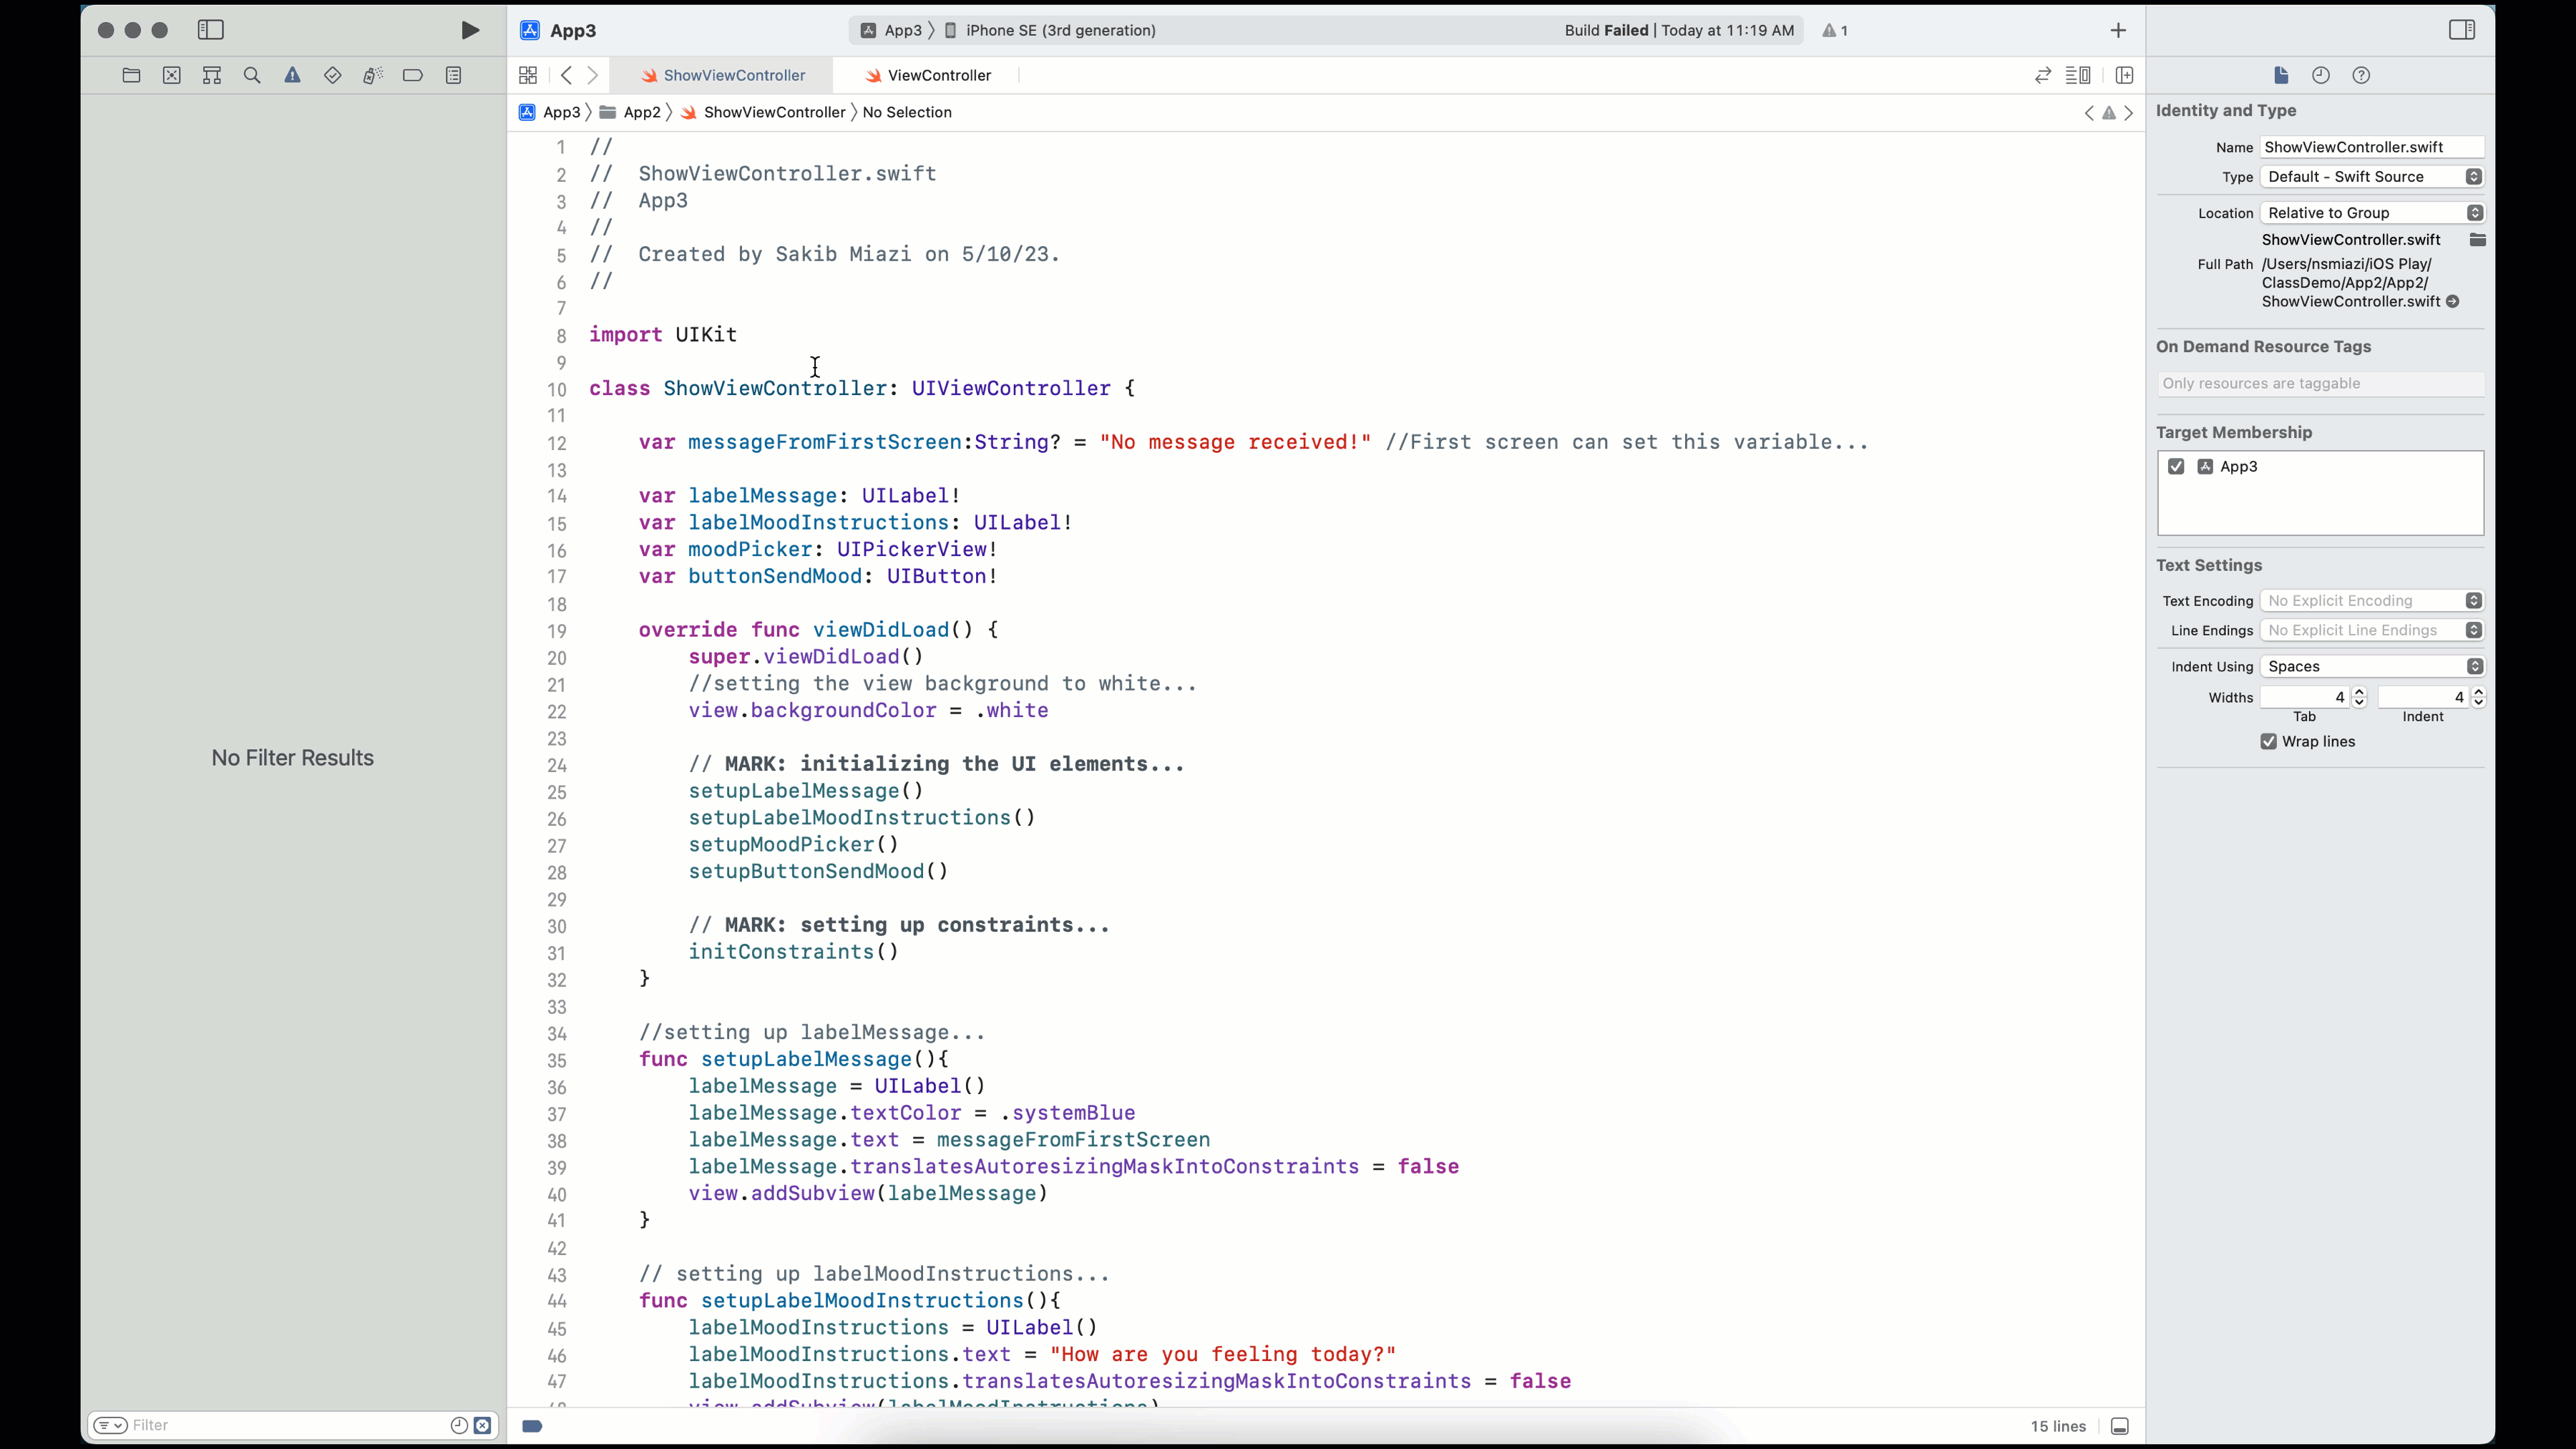 App3
App3 〉 iPhone SE (3rd generation)
Build Failed | Today at 11:19 AM
1
ShowViewController
ViewController
App3 〉 App2 〉 ShowViewController 〉 No Selection
1 //
2 //  ShowViewController.swift
3 //  App3
4 //
5 //  Created by Sakib Miazi on 5/10/23.
6 //
7
8 import UIKit
9
10 class ShowViewController: UIViewController {
11
12     var messageFromFirstScreen:String? = "No message received!" //First screen can set this variable...
13
14     var labelMessage: UILabel!
15     var labelMoodInstructions: UILabel!
16     var moodPicker: UIPickerView!
17     var buttonSendMood: UIButton!
18
19     override func viewDidLoad() {
20         super.viewDidLoad()
21         //setting the view background to white...
22         view.backgroundColor = .white
23
24         // MARK: initializing the UI elements...
25         setupLabelMessage()
26         setupLabelMoodInstructions()
27         setupMoodPicker()
28         setupButtonSendMood()
29
30         // MARK: setting up constraints...
31         initConstraints()
32     }
33
34     //setting up labelMessage...
35     func setupLabelMessage(){
36         labelMessage = UILabel()
37         labelMessage.textColor = .systemBlue
38         labelMessage.text = messageFromFirstScreen
39         labelMessage.translatesAutoresizingMaskIntoConstraints = false
40         view.addSubview(labelMessage)
41     }
42
43     // setting up labelMoodInstructions...
44     func setupLabelMoodInstructions(){
45         labelMoodInstructions = UILabel()
46         labelMoodInstructions.text = "How are you feeling today?"
47         labelMoodInstructions.translatesAutoresizingMaskIntoConstraints = false
48         view.addSubview(labelMoodInstructions)
15 lines
No Filter Results
Filter
Identity and Type
Name ShowViewController.swift
Type Default - Swift Source
Location Relative to Group
ShowViewController.swift
Full Path /Users/nsmiazi/iOS Play/
ClassDemo/App2/App2/
ShowViewController.swift
On Demand Resource Tags
Only resources are taggable
Target Membership
App3
Text Settings
Text Encoding No Explicit Encoding
Line Endings No Explicit Line Endings
Indent Using Spaces
Widths 4 4
Tab Indent
Wrap lines